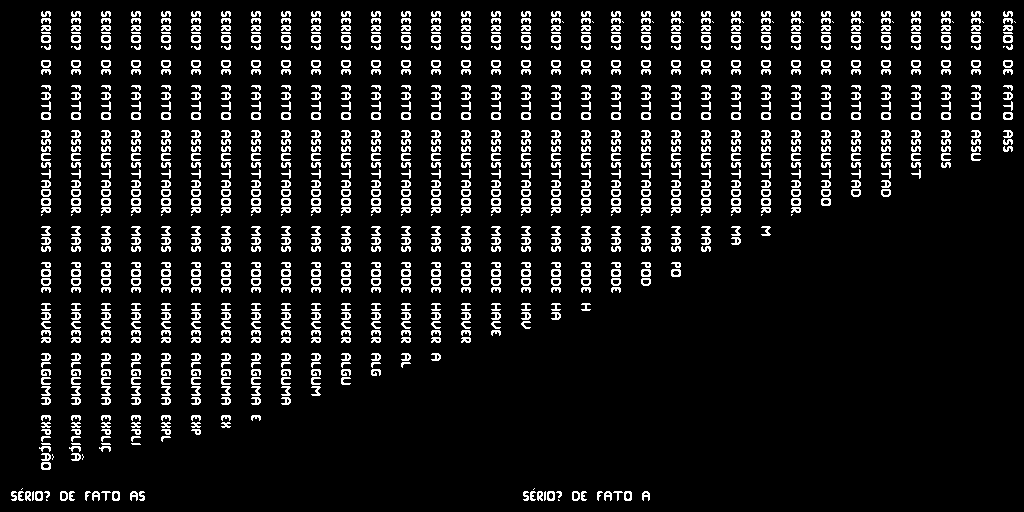 SÉRIO? DE FATO ASS
SÉRIO? DE FATO ASSU
SÉRIO? DE FATO ASSUS
SÉRIO? DE FATO ASSUST
SÉRIO? DE FATO ASSUSTAD
SÉRIO? DE FATO ASSUSTAD
SÉRIO? DE FATO ASSUSTADO
SÉRIO? DE FATO ASSUSTADOR.
SÉRIO? DE FATO ASSUSTADOR. M
SÉRIO? DE FATO ASSUSTADOR. MA
SÉRIO? DE FATO ASSUSTADOR. MAS
SÉRIO? DE FATO ASSUSTADOR. MAS PO
SÉRIO? DE FATO ASSUSTADOR. MAS POD
SÉRIO? DE FATO ASSUSTADOR. MAS PODE
SÉRIO? DE FATO ASSUSTADOR. MAS PODE H
SÉRIO? DE FATO ASSUSTADOR. MAS PODE HA
SÉRIO? DE FATO ASSUSTADOR. MAS PODE HAV
SÉRIO? DE FATO ASSUSTADOR. MAS PODE HAVE
SÉRIO? DE FATO ASSUSTADOR. MAS PODE HAVER
SÉRIO? DE FATO ASSUSTADOR. MAS PODE HAVER A
SÉRIO? DE FATO ASSUSTADOR. MAS PODE HAVER AL
SÉRIO? DE FATO ASSUSTADOR. MAS PODE HAVER ALG
SÉRIO? DE FATO ASSUSTADOR. MAS PODE HAVER ALGU
SÉRIO? DE FATO ASSUSTADOR. MAS PODE HAVER ALGUM
SÉRIO? DE FATO ASSUSTADOR. MAS PODE HAVER ALGUMA
SÉRIO? DE FATO ASSUSTADOR. MAS PODE HAVER ALGUMA E
SÉRIO? DE FATO ASSUSTADOR. MAS PODE HAVER ALGUMA EX
SÉRIO? DE FATO ASSUSTADOR. MAS PODE HAVER ALGUMA EXP
SÉRIO? DE FATO ASSUSTADOR. MAS PODE HAVER ALGUMA EXPL
SÉRIO? DE FATO ASSUSTADOR. MAS PODE HAVER ALGUMA EXPLI
SÉRIO? DE FATO ASSUSTADOR. MAS PODE HAVER ALGUMA EXPLIÇ
SÉRIO? DE FATO ASSUSTADOR. MAS PODE HAVER ALGUMA EXPLIÇÃ
SÉRIO? DE FATO ASSUSTADOR. MAS PODE HAVER ALGUMA EXPLIÇÃO
SÉRIO? DE FATO AS
SÉRIO? DE FATO A